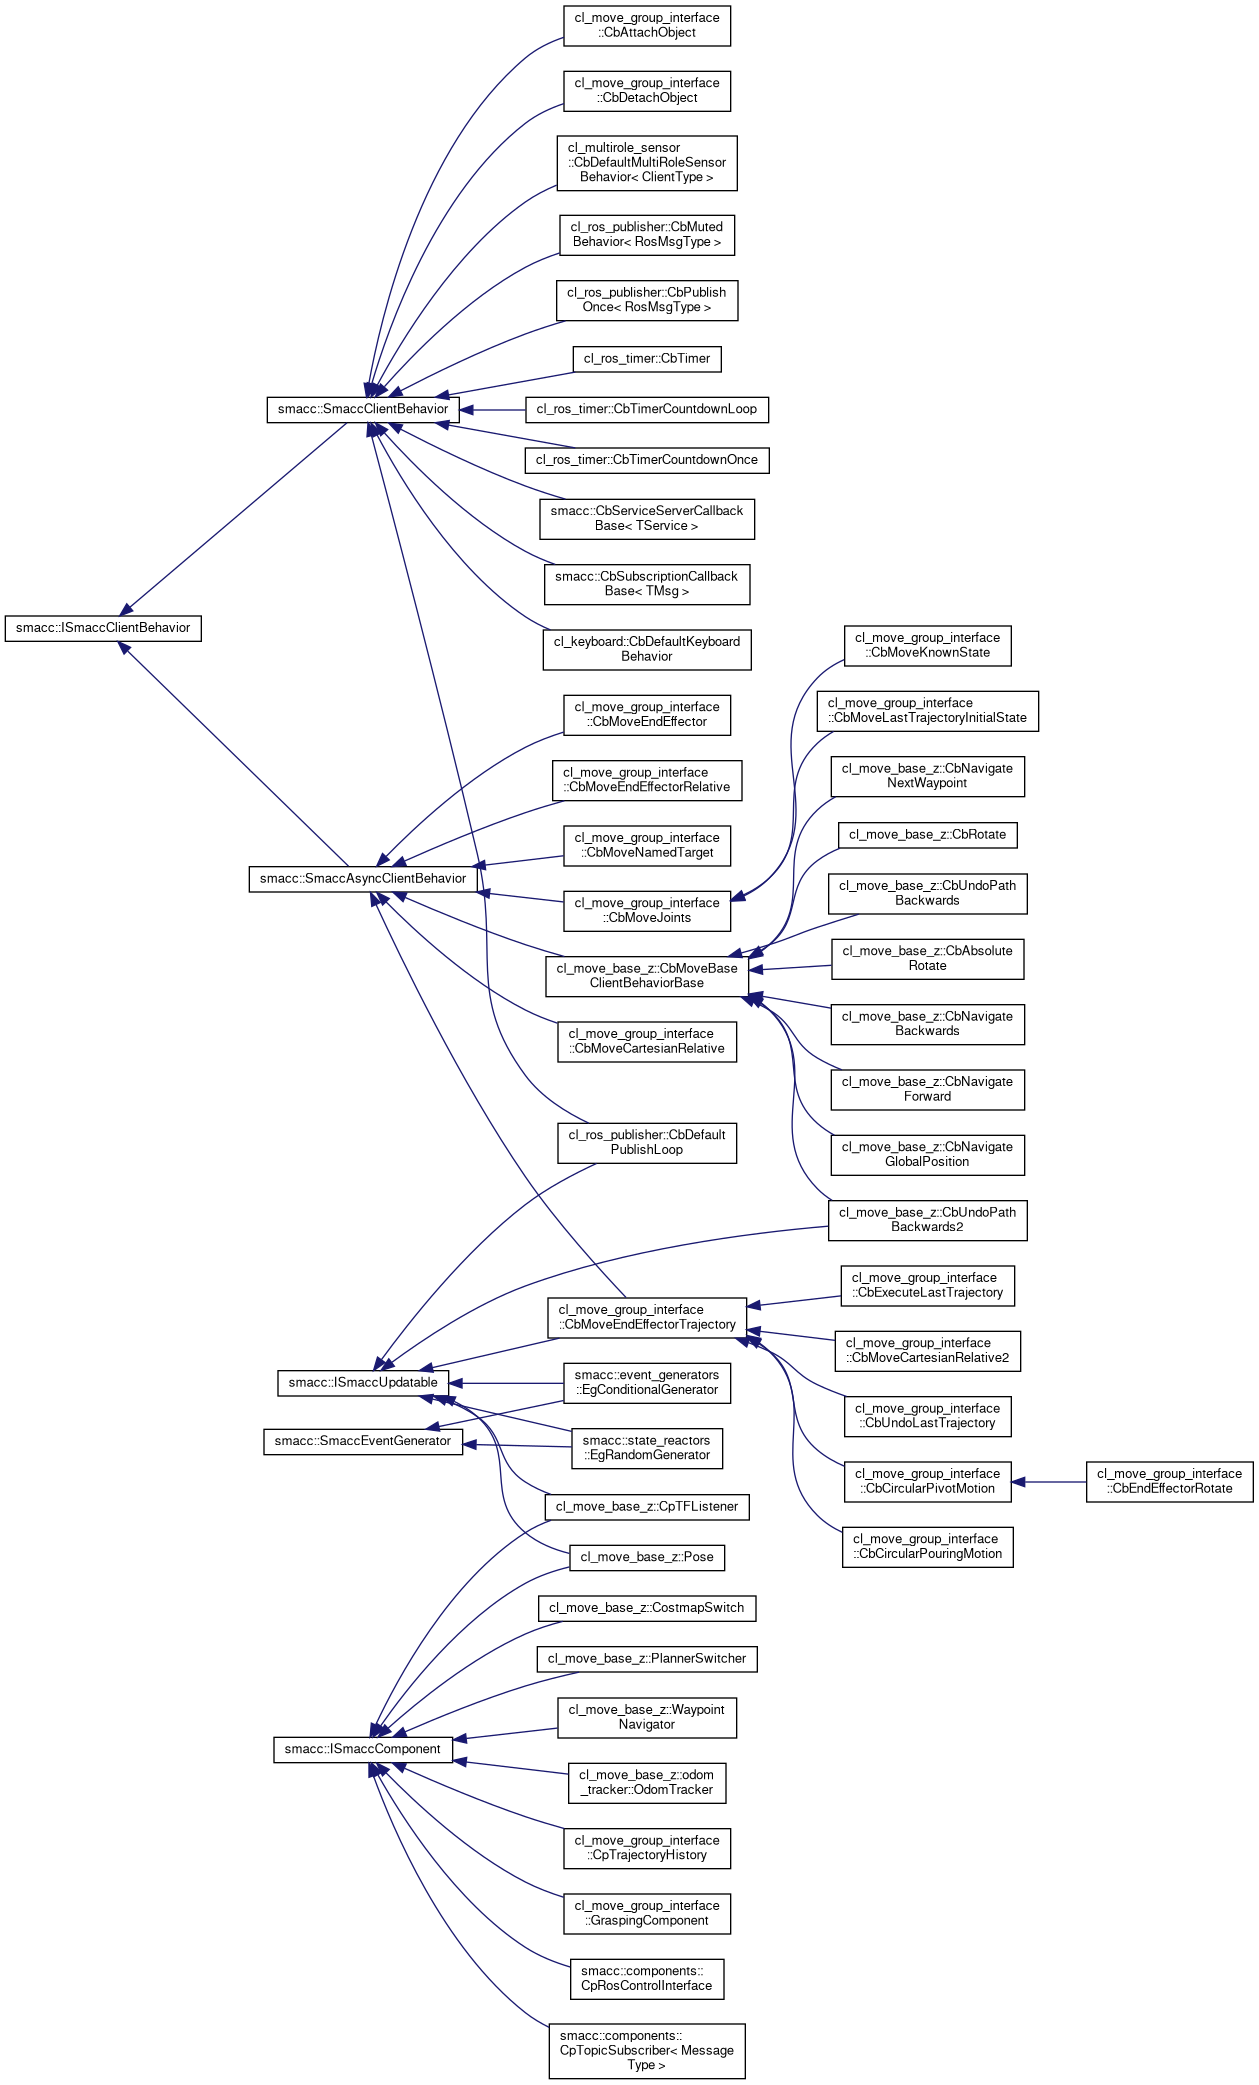 cl_move_group_interface
::CbAttachObject
cl_move_group_interface
::CbDetachObject
cl_multirole_sensor
::CbDefaultMultiRoleSensor
Behavior< ClientType >
cl_ros_publisher::CbMuted
Behavior< RosMsgType >
cl_ros_publisher::CbPublish
Once< RosMsgType >
cl_ros_timer::CbTimer
smacc::SmaccClientBehavior
cl_ros_timer::CbTimerCountdownLoop
cl_ros_timer::CbTimerCountdownOnce
smacc::CbServiceServerCallback
Base< TService >
smacc::CbSubscriptionCallback
Base< TMsg >
smacc::ISmaccClientBehavior
cl_keyboard::CbDefaultKeyboard
Behavior
cl_move_group_interface
::CbMoveKnownState
cl_move_group_interface
::CbMoveEndEffector
cl_move_group_interface
::CbMoveLastTrajectoryInitialState
cl_move_group_interface
::CbMoveEndEffectorRelative
cl_move_base_z::CbNavigate
NextWaypoint
cl_move_group_interface
::CbMoveNamedTarget
cl_move_base_z::CbRotate
smacc::SmaccAsyncClientBehavior
cl_move_group_interface
::CbMoveJoints
cl_move_base_z::CbUndoPath
Backwards
cl_move_base_z::CbMoveBase
ClientBehaviorBase
cl_move_base_z::CbAbsolute
Rotate
cl_move_base_z::CbNavigate
Backwards
cl_move_group_interface
::CbMoveCartesianRelative
cl_move_base_z::CbNavigate
Forward
cl_ros_publisher::CbDefault
PublishLoop
cl_move_base_z::CbNavigate
GlobalPosition
cl_move_base_z::CbUndoPath
Backwards2
cl_move_group_interface
::CbExecuteLastTrajectory
cl_move_group_interface
::CbMoveEndEffectorTrajectory
cl_move_group_interface
::CbMoveCartesianRelative2
smacc::ISmaccUpdatable
smacc::event_generators
::EgConditionalGenerator
cl_move_group_interface
::CbUndoLastTrajectory
smacc::SmaccEventGenerator
smacc::state_reactors
::EgRandomGenerator
cl_move_group_interface
::CbCircularPivotMotion
cl_move_group_interface
::CbEndEffectorRotate
cl_move_base_z::CpTFListener
cl_move_group_interface
::CbCircularPouringMotion
cl_move_base_z::Pose
cl_move_base_z::CostmapSwitch
cl_move_base_z::PlannerSwitcher
cl_move_base_z::Waypoint
Navigator
smacc::ISmaccComponent
cl_move_base_z::odom
_tracker::OdomTracker
cl_move_group_interface
::CpTrajectoryHistory
cl_move_group_interface
::GraspingComponent
smacc::components::
CpRosControlInterface
smacc::components::
CpTopicSubscriber< Message
Type >